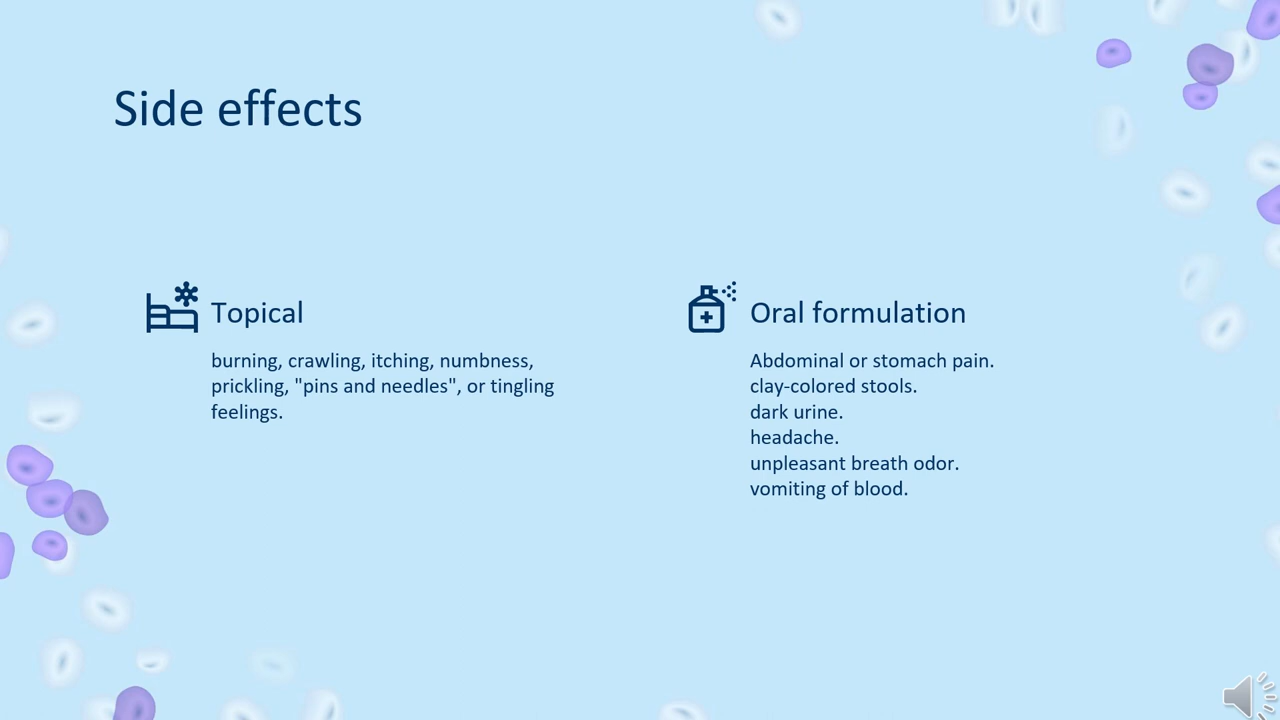 Side effects
Topical
burning, crawling, itching, numbness,
prickling, "pins and needles", or tingling
feelings.
Oral formulation
Abdominal or stomach pain.
clay-colored stools.
dark urine.
headache.
unpleasant breath odor.
vomiting of blood.